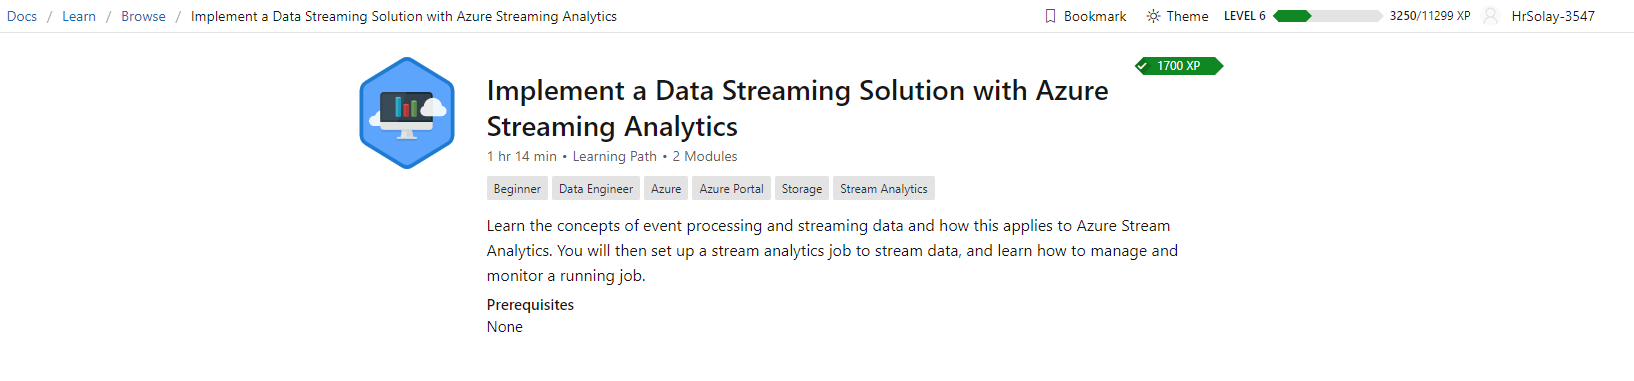 Docs / Learn / Browse / Implement a Data Streaming Solution with Azure Streaming Analytics
Bookmark Theme LEVEL 6 3250/11299 XP HrSolay-3547
1700 XP
Implement a Data Streaming Solution with Azure
Streaming Analytics
1 hr 14 min • Learning Path • 2 Modules
Beginner Data Engineer Azure Azure Portal Storage Stream Analytics
Learn the concepts of event processing and streaming data and how this applies to Azure Stream
Analytics. You will then set up a stream analytics job to stream data, and learn how to manage and
monitor a running job.
Prerequisites
None